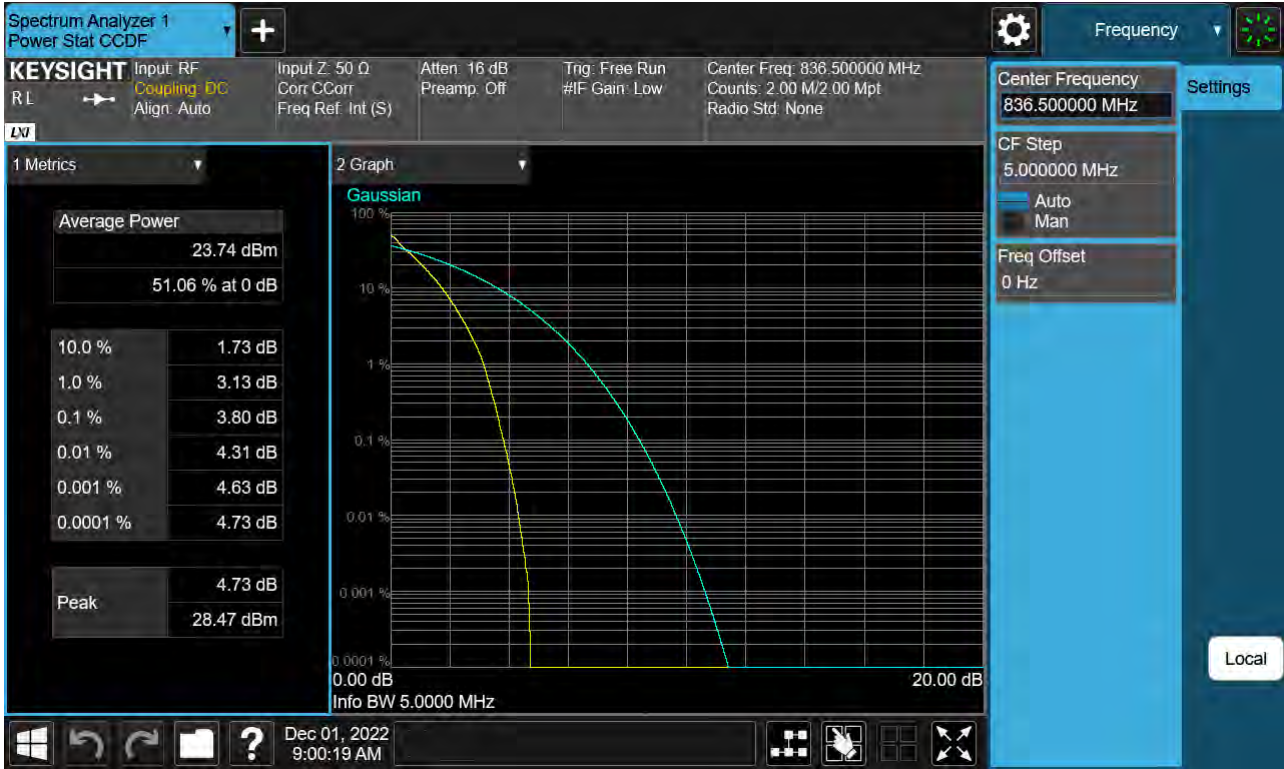 Spectrum Analyzer 1
Power Stat CCDF
Frequency
KEYSIGHT
R L
LXI
Input: RF
Coupling: DC
Align: Auto
Input Z: 50 Ω
Corr CCorr
Freq Ref: Int (S)
Atten: 16 dB
Preamp: Off
Trig: Free Run
#IF Gain: Low
Center Freq: 836.500000 MHz
Counts: 2.00 M/2.00 Mpt
Radio Std: None
Center Frequency
836.500000 MHz
Settings
CF Step
5.000000 MHz
Auto
Man
Freq Offset
0 Hz
1 Metrics
Average Power
23.74 dBm
51.06 % at 0 dB
10.0 % 1.73 dB
1.0 % 3.13 dB
0.1 % 3.80 dB
0.01 % 4.31 dB
0.001 % 4.63 dB
0.0001 % 4.73 dB
Peak
4.73 dB
28.47 dBm
2 Graph
Gaussian
100 %
10 %
1 %
0.1 %
0.01 %
0.001 %
0.0001 %
0.00 dB 20.00 dB
Info BW 5.0000 MHz
Local
?
Dec 01, 2022
9:00:19 AM